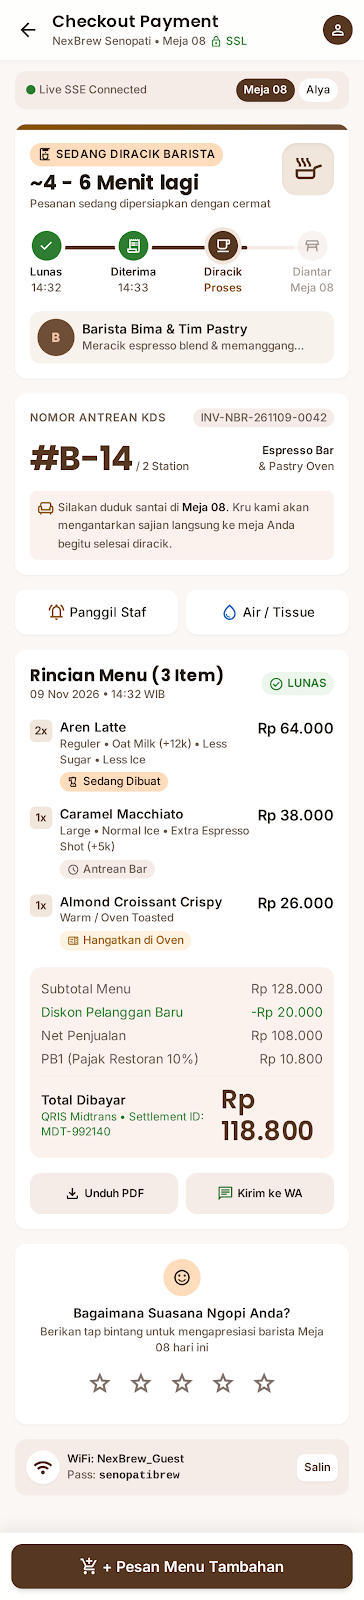 Checkout Payment
NexBrew Senopati • Meja 08 SSL
Live SSE Connected Meja 08 Alya
SEDANG DIRACIK BARISTA
~4 - 6 Menit lagi
Pesanan sedang dipersiapkan dengan cermat
Lunas Diterima Diracik Diantar
14:32 14:33 Proses Meja 08
B
Barista Bima & Tim Pastry
Meracik espresso blend & memanggang...
NOMOR ANTREAN KDS INV-NBR-261109-0042
#B-14 / 2 Station
Espresso Bar
& Pastry Oven
Silakan duduk santai di Meja 08. Kru kami akan
mengantarkan sajian langsung ke meja Anda
begitu selesai diracik.
Panggil Staf Air / Tissue
Rincian Menu (3 Item)
09 Nov 2026 • 14:32 WIB
LUNAS
2x Aren Latte Rp 64.000
Reguler • Oat Milk (+12k) • Less
Sugar • Less Ice
Sedang Dibuat
1x Caramel Macchiato Rp 38.000
Large • Normal Ice • Extra Espresso
Shot (+5k)
Antrean Bar
1x Almond Croissant Crispy Rp 26.000
Warm / Oven Toasted
Hangatkan di Oven
Subtotal Menu Rp 128.000
Diskon Pelanggan Baru -Rp 20.000
Net Penjualan Rp 108.000
PB1 (Pajak Restoran 10%) Rp 10.800
Total Dibayar
QRIS Midtrans • Settlement ID:
MDT-992140
Rp
118.800
Unduh PDF Kirim ke WA
Bagaimana Suasana Ngopi Anda?
Berikan tap bintang untuk mengapresiasi barista Meja
08 hari ini
WiFi: NexBrew_Guest
Pass: senopatibrew
Salin
+ Pesan Menu Tambahan